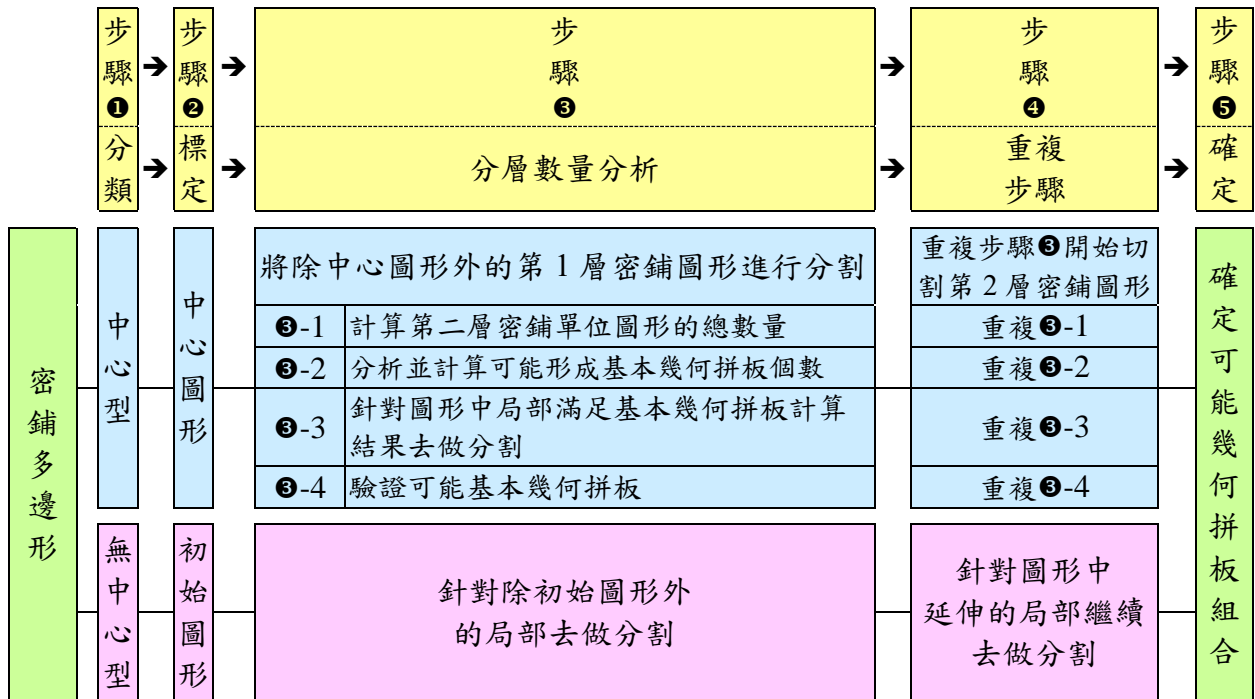 步驟❶ ➔ 步驟❷ ➔ 步驟❸ ➔ 步驟❹ ➔ 步驟❺
分類 ➔ 標定 ➔ 分層數量分析 ➔ 重複步驟 ➔ 確定
密鋪多邊形
中心型
中心圖形
將除中心圖形外的第 1 層密鋪圖形進行分割
❸-1 計算第二層密鋪單位圖形的總數量
❸-2 分析並計算可能形成基本幾何拼板個數
❸-3 針對圖形中局部滿足基本幾何拼板計算
結果去做分割
❸-4 驗證可能基本幾何拼板
重複步驟❸開始切
割第 2 層密鋪圖形
重複❸-1
重複❸-2
重複❸-3
重複❸-4
無中心型
初始圖形
針對除初始圖形外
的局部去做分割
針對圖形中
延伸的局部繼續
去做分割
確定可能幾何拼板組合